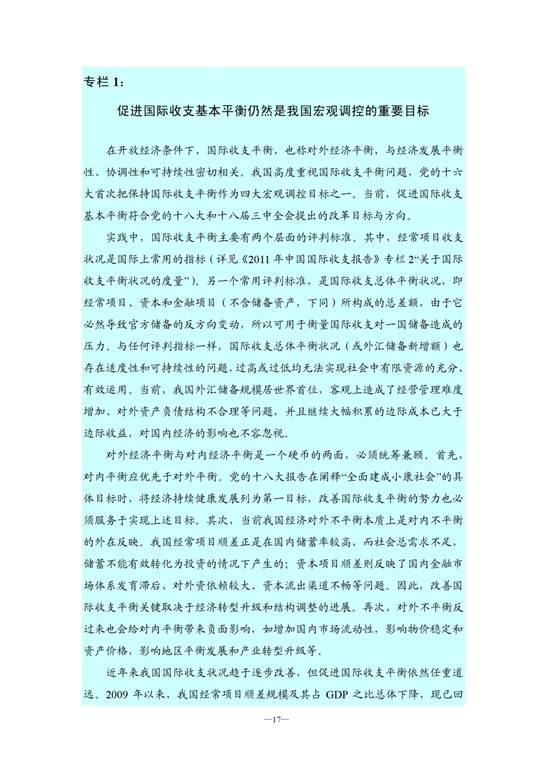 专栏 1：
促进国际收支基本平衡仍然是我国宏观调控的重要目标
在开放经济条件下，国际收支平衡，也称对外经济平衡，与经济发展平衡
性、协调性和可持续性密切相关。我国高度重视国际收支平衡问题，党的十六
大首次把保持国际收支平衡作为四大宏观调控目标之一。当前，促进国际收支
基本平衡符合党的十八大和十八届三中全会提出的改革目标与方向。
实践中，国际收支平衡主要有两个层面的评判标准。其中，经常项目收支
状况是国际上常用的指标（详见《2011 年中国国际收支报告》专栏 2“关于国际
收支平衡状况的度量”）。另一个常用评判标准，是国际收支总体平衡状况，即
经常项目、资本和金融项目（不含储备资产，下同）所构成的总差额，由于它
必然导致官方储备的反方向变动，所以可用于衡量国际收支对一国储备造成的
压力。与任何评判指标一样，国际收支总体平衡状况（或外汇储备新增额）也
存在适度性和可持续性的问题，过高或过低均无法实现社会中有限资源的充分、
有效运用。当前，我国外汇储备规模居世界首位，客观上造成了经营管理难度
增加、对外资产负债结构不合理等问题，并且继续大幅积累的边际成本已大于
边际收益，对国内经济的影响也不容忽视。
对外经济平衡与对内经济平衡是一个硬币的两面，必须统筹兼顾。首先，
对内平衡应优先于对外平衡。党的十八大报告在阐释“全面建成小康社会”的具
体目标时，将经济持续健康发展列为第一目标，改善国际收支平衡的努力也必
须服务于实现上述目标。其次，当前我国经济对外不平衡本质上是对内不平衡
的外在反映。我国经常项目顺差正是在国内储蓄率较高，而社会总需求不足、
储蓄不能有效转化为投资的情况下产生的；资本项目顺差则反映了国内金融市
场体系发育滞后、对外资依赖较大、资本流出渠道不畅等问题。因此，改善国
际收支平衡关键取决于经济转型升级和结构调整的进展。再次，对外不平衡反
过来也会给对内平衡带来负面影响，如增加国内市场流动性，影响物价稳定和
资产价格，影响地区平衡发展和产业转型升级等。
近年来我国国际收支状况趋于逐步改善，但促进国际收支平衡依然任重道
远。2009 年以来，我国经常项目顺差规模及其占 GDP 之比总体下降，现已回
—17—